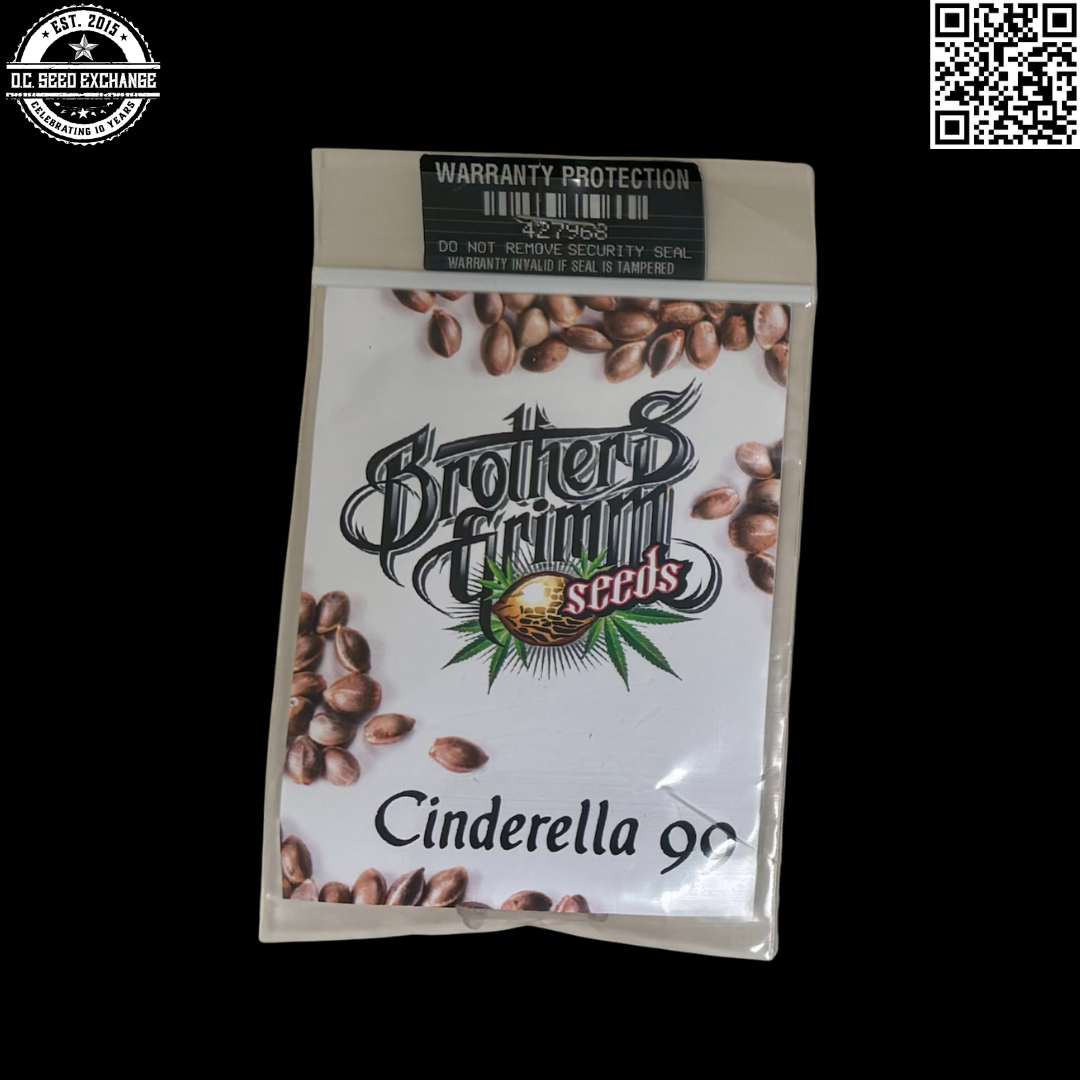 EST. 2015
D.C. SEED EXCHANGE
CELEBRATING 10 YEARS
WARRANTY PROTECTION
427968
DO NOT REMOVE SECURITY SEAL
WARRANTY INVALID IF SEAL IS TAMPERED
Brothers
Grimm
seeds
Cinderella 99